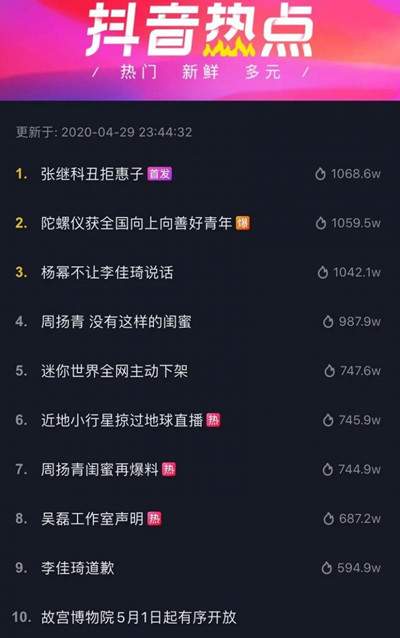 抖音热点
/ 热门 新鲜 多元 /
更新于: 2020-04-29 23:44:32
1. 张继科丑拒惠子 首发 1068.6w
2. 陀螺仪获全国向上向善好青年 爆 1059.5w
3. 杨幂不让李佳琦说话 1042.1w
4. 周扬青 没有这样的闺蜜 987.9w
5. 迷你世界全网主动下架 747.6w
6. 近地小行星掠过地球直播 热 745.9w
7. 周扬青闺蜜再爆料 热 744.9w
8. 吴磊工作室声明 热 687.2w
9. 李佳琦道歉 594.9w
10. 故宫博物院5月1日起有序开放